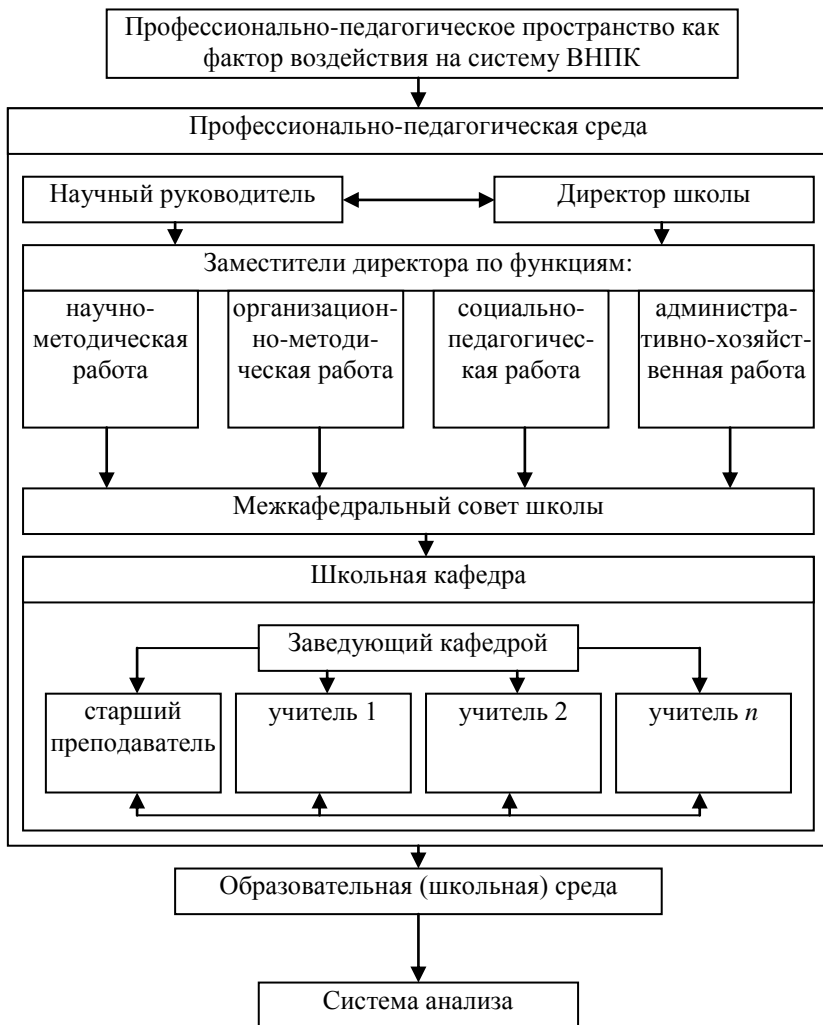 Профессионально-педагогическое пространство как
фактор воздействия на систему ВНПК
Профессионально-педагогическая среда
Научный руководитель
Директор школы
Заместители директора по функциям:
научно-
методическая
работа
организацион-
но-методи-
ческая работа
социально-
педагогичес-
кая работа
администра-
тивно-хозяйст-
венная работа
Межкафедральный совет школы
Школьная кафедра
Заведующий кафедрой
старший
преподаватель
учитель 1
учитель 2
учитель n
Образовательная (школьная) среда
Система анализа